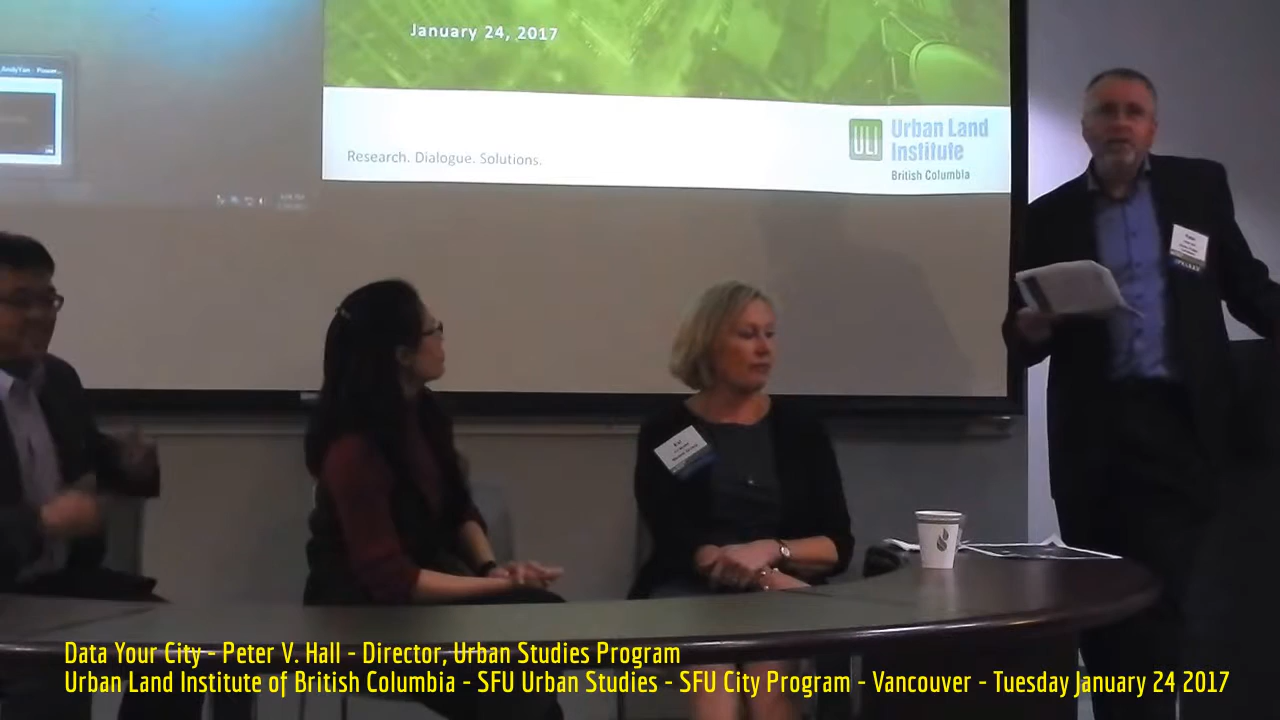 January 24, 2017
ULI
Urban Land
Institute
British Columbia
Research. Dialogue. Solutions.
Data Your City - Peter V. Hall - Director, Urban Studies Program
Urban Land Institute of British Columbia - SFU Urban Studies - SFU City Program - Vancouver - Tuesday January 24 2017